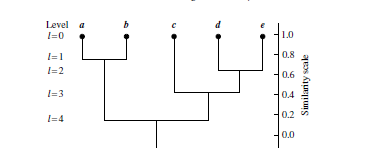 Level a b c d e
l=0 1.0
l=1 0.8
l=2 0.6
l=3 0.4
l=4 0.2
0.0
Similarity scale